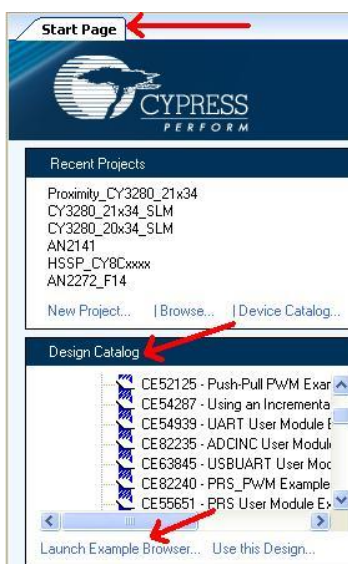 Start Page
CYPRESS
PERFORM
Recent Projects
Proximity_CY3280_21x34
CY3280_21x34_SLM
CY3280_20x34_SLM
AN2141
HSSP_CY8Cxxxx
AN2272_F14
New Project... | Browse... | Device Catalog...
Design Catalog
CE52125 - Push-Pull PWM Exar
CE54287 - Using an Incrementa
CE54939 - UART User Module E
CE82235 - ADCINC User Module
CE63845 - USBUART User Moc
CE82240 - PRS_PWM Example
CE55651 - PRS User Module Ex
Launch Example Browser... Use this Design...